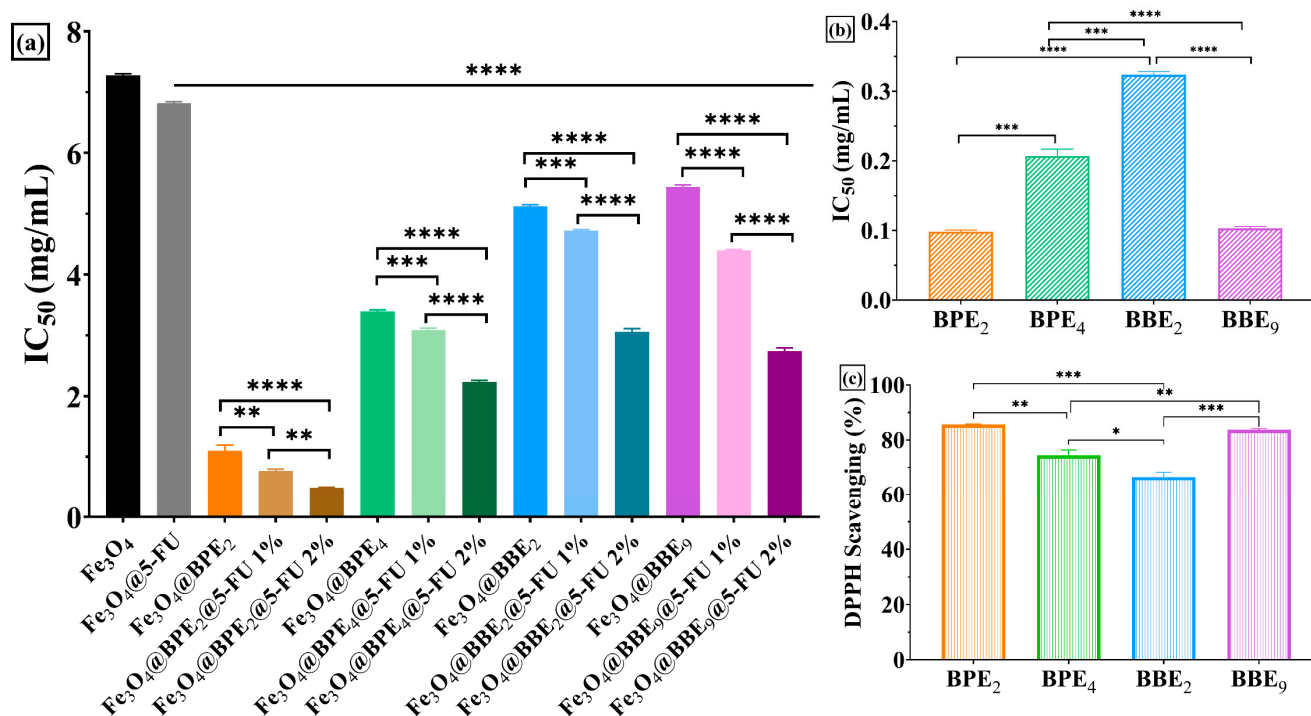 (a)
IC₅₀ (mg/mL)
8
6
4
2
0
****
****
**
**
****
***
****
****
***
****
****
****
****
Fe₃O₄
Fe₃O₄@5-FU
Fe₃O₄@BPE₂
Fe₃O₄@BPE₂@5-FU 1%
Fe₃O₄@BPE₂@5-FU 2%
Fe₃O₄@BPE₄
Fe₃O₄@BPE₄@5-FU 1%
Fe₃O₄@BPE₄@5-FU 2%
Fe₃O₄@BBE₂
Fe₃O₄@BBE₂@5-FU 1%
Fe₃O₄@BBE₂@5-FU 2%
Fe₃O₄@BBE₉
Fe₃O₄@BBE₉@5-FU 1%
Fe₃O₄@BBE₉@5-FU 2%
(b)
IC₅₀ (mg/mL)
0.4
0.3
0.2
0.1
0.0
****
***
****
****
***
BPE₂
BPE₄
BBE₂
BBE₉
(c)
DPPH Scavenging (%)
100
80
60
40
20
0
***
**
**
***
*
BPE₂
BPE₄
BBE₂
BBE₉